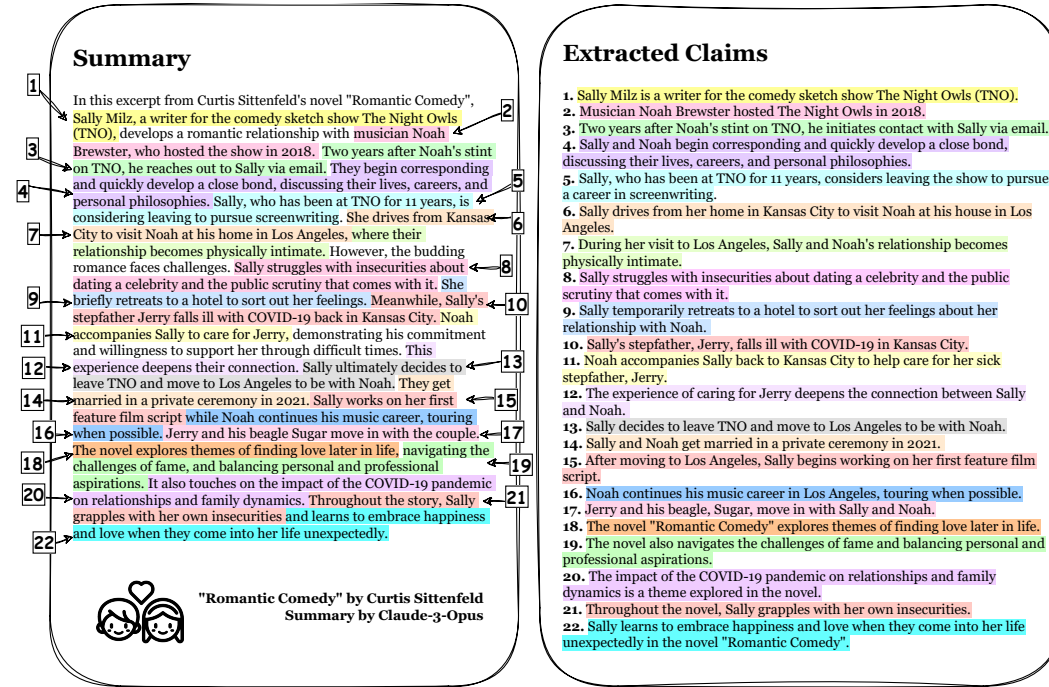 Summary
1
In this excerpt from Curtis Sittenfeld's novel "Romantic Comedy",
Sally Milz, a writer for the comedy sketch show The Night Owls
2
(TNO), develops a romantic relationship with musician Noah
Brewster, who hosted the show in 2018. Two years after Noah's stint
3
on TNO, he reaches out to Sally via email. They begin corresponding
and quickly develop a close bond, discussing their lives, careers, and
4
5
personal philosophies. Sally, who has been at TNO for 11 years, is
considering leaving to pursue screenwriting. She drives from Kansas
6
7
City to visit Noah at his home in Los Angeles, where their
relationship becomes physically intimate. However, the budding
romance faces challenges. Sally struggles with insecurities about
8
dating a celebrity and the public scrutiny that comes with it. She
9
briefly retreats to a hotel to sort out her feelings. Meanwhile, Sally's
10
stepfather Jerry falls ill with COVID-19 back in Kansas City. Noah
11
accompanies Sally to care for Jerry, demonstrating his commitment
and willingness to support her through difficult times. This
12
experience deepens their connection. Sally ultimately decides to
13
leave TNO and move to Los Angeles to be with Noah. They get
14
married in a private ceremony in 2021. Sally works on her first
15
feature film script while Noah continues his music career, touring
16
when possible. Jerry and his beagle Sugar move in with the couple.
17
18
The novel explores themes of finding love later in life, navigating the
challenges of fame, and balancing personal and professional
19
aspirations. It also touches on the impact of the COVID-19 pandemic
20
on relationships and family dynamics. Throughout the story, Sally
21
grapples with her own insecurities and learns to embrace happiness
22
and love when they come into her life unexpectedly.
"Romantic Comedy" by Curtis Sittenfeld
Summary by Claude-3-Opus
Extracted Claims
1. Sally Milz is a writer for the comedy sketch show The Night Owls (TNO).
2. Musician Noah Brewster hosted The Night Owls in 2018.
3. Two years after Noah's stint on TNO, he initiates contact with Sally via email.
4. Sally and Noah begin corresponding and quickly develop a close bond,
discussing their lives, careers, and personal philosophies.
5. Sally, who has been at TNO for 11 years, considers leaving the show to pursue
a career in screenwriting.
6. Sally drives from her home in Kansas City to visit Noah at his house in Los
Angeles.
7. During her visit to Los Angeles, Sally and Noah's relationship becomes
physically intimate.
8. Sally struggles with insecurities about dating a celebrity and the public
scrutiny that comes with it.
9. Sally temporarily retreats to a hotel to sort out her feelings about her
relationship with Noah.
10. Sally's stepfather, Jerry, falls ill with COVID-19 in Kansas City.
11. Noah accompanies Sally back to Kansas City to help care for her sick
stepfather, Jerry.
12. The experience of caring for Jerry deepens the connection between Sally
and Noah.
13. Sally decides to leave TNO and move to Los Angeles to be with Noah.
14. Sally and Noah get married in a private ceremony in 2021.
15. After moving to Los Angeles, Sally begins working on her first feature film
script.
16. Noah continues his music career in Los Angeles, touring when possible.
17. Jerry and his beagle, Sugar, move in with Sally and Noah.
18. The novel "Romantic Comedy" explores themes of finding love later in life.
19. The novel also navigates the challenges of fame and balancing personal and
professional aspirations.
20. The impact of the COVID-19 pandemic on relationships and family
dynamics is a theme explored in the novel.
21. Throughout the novel, Sally grapples with her own insecurities.
22. Sally learns to embrace happiness and love when they come into her life
unexpectedly in the novel "Romantic Comedy".